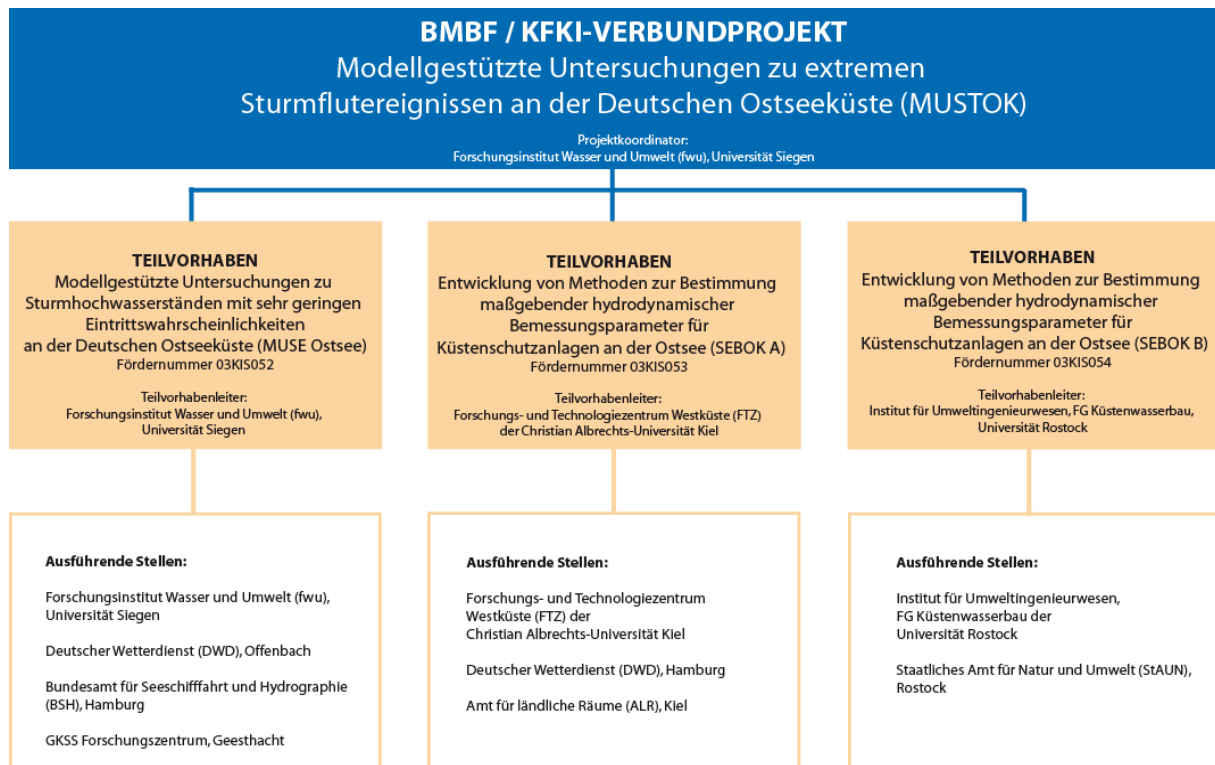 BMBF / KFKI-VERBUNDPROJEKT
Modellgestützte Untersuchungen zu extremen
Sturmflutereignissen an der Deutschen Ostseeküste (MUSTOK)
Projektkoordinator:
Forschungsinstitut Wasser und Umwelt (fwu), Universität Siegen
TEILVORHABEN
Modellgestützte Untersuchungen zu
Sturmhochwasserständen mit sehr geringen
Eintrittswahrscheinlichkeiten
an der Deutschen Ostseeküste (MUSE Ostsee)
Fördernummer 03KIS052
Teilvorhabenleiter:
Forschungsinstitut Wasser und Umwelt (fwu),
Universität Siegen
TEILVORHABEN
Entwicklung von Methoden zur Bestimmung
maßgebender hydrodynamischer
Bemessungsparameter für
Küstenschutzanlagen an der Ostsee (SEBOK A)
Fördernummer 03KIS053
Teilvorhabenleiter:
Forschungs- und Technologiezentrum Westküste (FTZ)
der Christian Albrechts-Universität Kiel
TEILVORHABEN
Entwicklung von Methoden zur Bestimmung
maßgebender hydrodynamischer
Bemessungsparameter für
Küstenschutzanlagen an der Ostsee (SEBOK B)
Fördernummer 03KIS054
Teilvorhabenleiter:
Institut für Umweltingenieurwesen, FG Küstenwasserbau,
Universität Rostock
Ausführende Stellen:
Forschungsinstitut Wasser und Umwelt (fwu),
Universität Siegen
Deutscher Wetterdienst (DWD), Offenbach
Bundesamt für Seeschifffahrt und Hydrographie
(BSH), Hamburg
GKSS Forschungszentrum, Geesthacht
Ausführende Stellen:
Forschungs- und Technologiezentrum
Westküste (FTZ) der
Christian Albrechts-Universität Kiel
Deutscher Wetterdienst (DWD), Hamburg
Amt für ländliche Räume (ALR), Kiel
Ausführende Stellen:
Institut für Umweltingenieurwesen,
FG Küstenwasserbau der
Universität Rostock
Staatliches Amt für Natur und Umwelt (StAUN),
Rostock